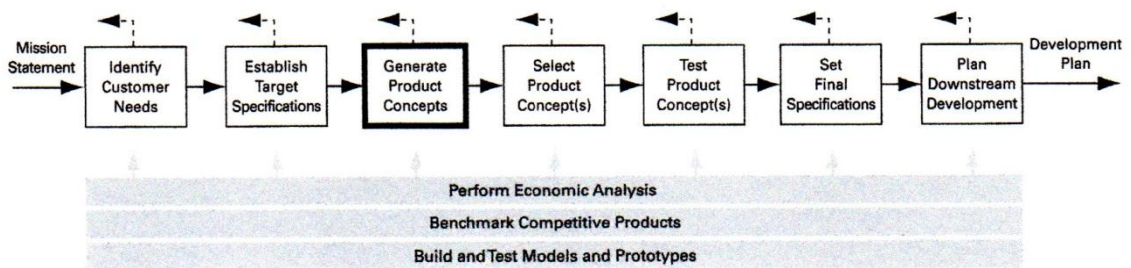 Mission
Statement
Identify
Customer
Needs
Establish
Target
Specifications
Generate
Product
Concepts
Select
Product
Concept(s)
Test
Product
Concept(s)
Set
Final
Specifications
Plan
Downstream
Development
Development
Plan
Perform Economic Analysis
Benchmark Competitive Products
Build and Test Models and Prototypes